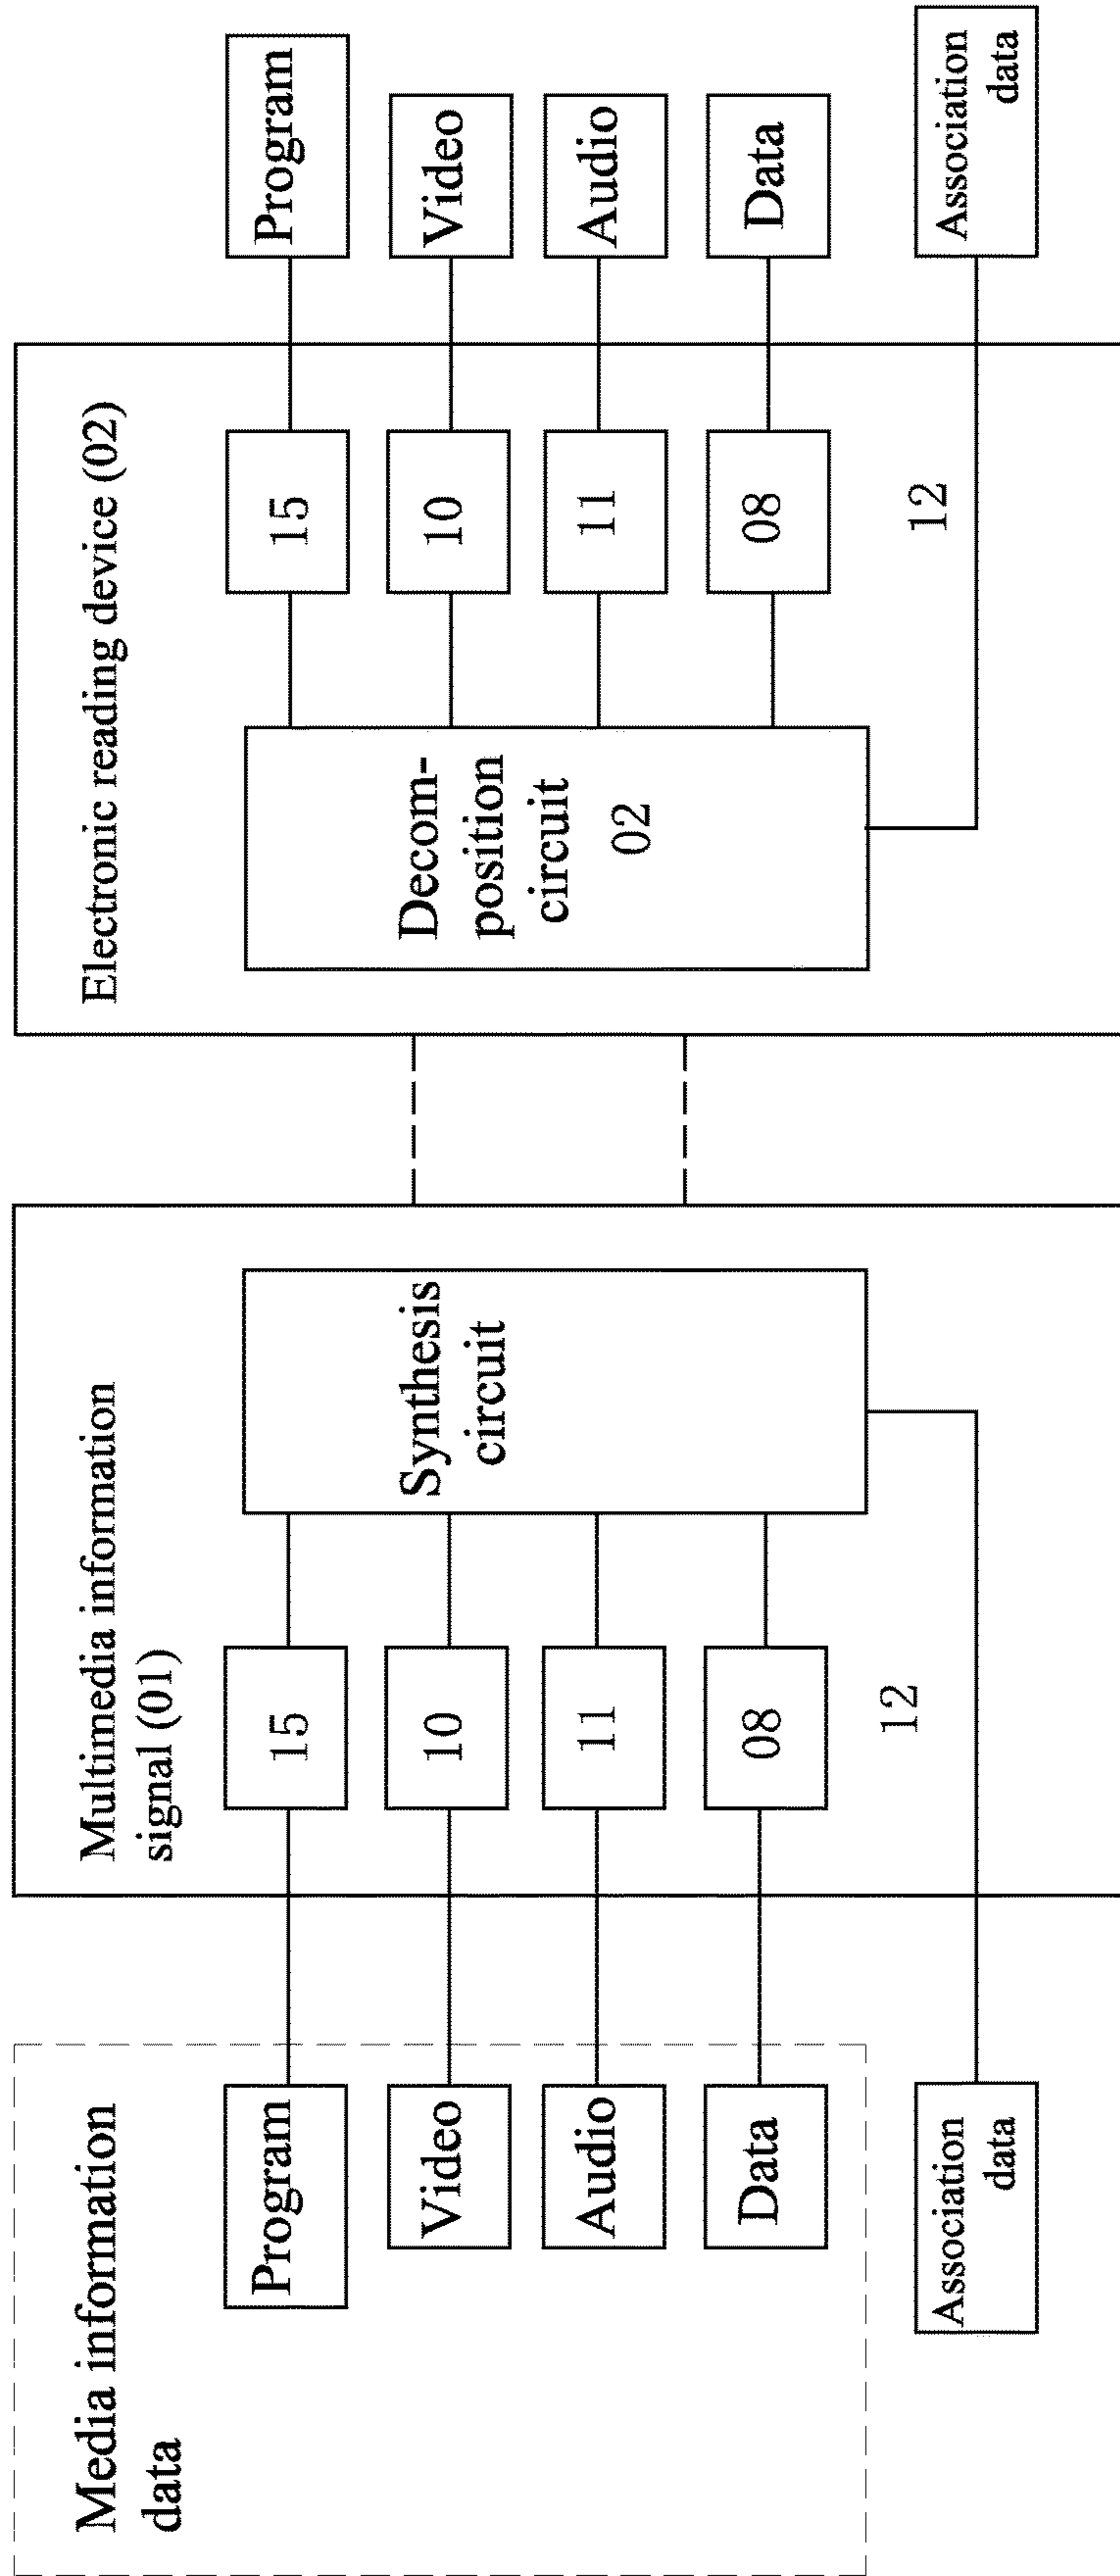 Media information
data
Program
Video
Audio
Data
Association
data
Multimedia information
signal (01)
15
10
11
08
12
Synthesis
circuit
Electronic reading device (02)
Decom-
position
circuit
02
15
10
11
08
12
Program
Video
Audio
Data
Association
data